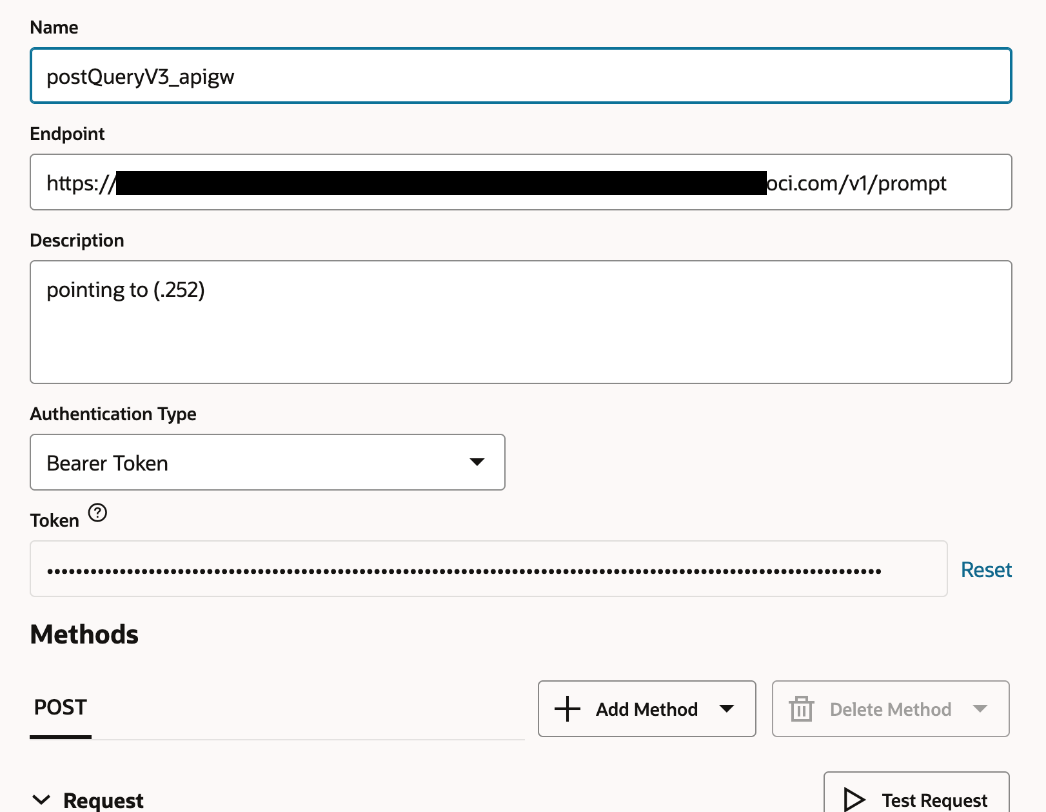 Name
postQueryV3_apigw
Endpoint
https://oci.com/v1/prompt
Description
pointing to (.252)
Authentication Type
Bearer Token
Token ?
••••••••••••••••••••••••••••••••••••••••••••••••••••••••••••••••••••••••••••••••••••••••••••••••••••••••••••••••••••
Reset
Methods
POST
Add Method
Delete Method
Request
Test Request